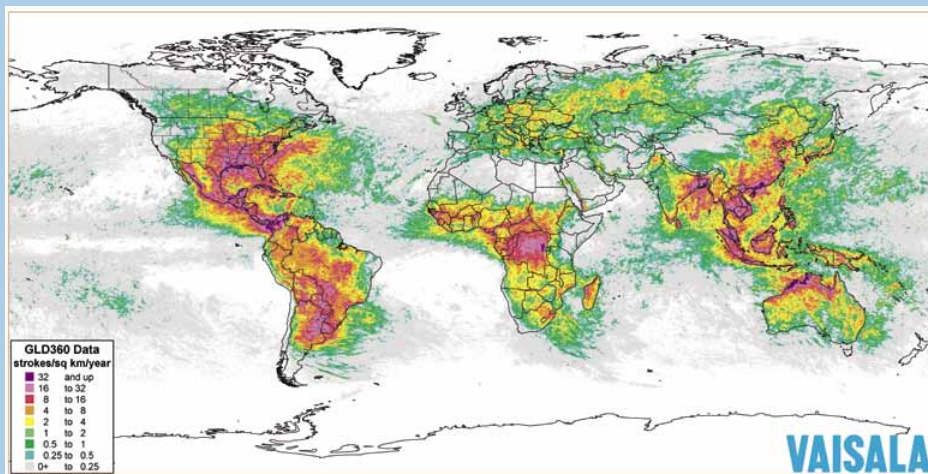 GLD360 Data
strokes/sq km/year
32 and up
16 to 32
8 to 16
4 to 8
2 to 4
1 to 2
0.5 to 1
0.25 to 0.5
0+ to 0.25
VAISALA